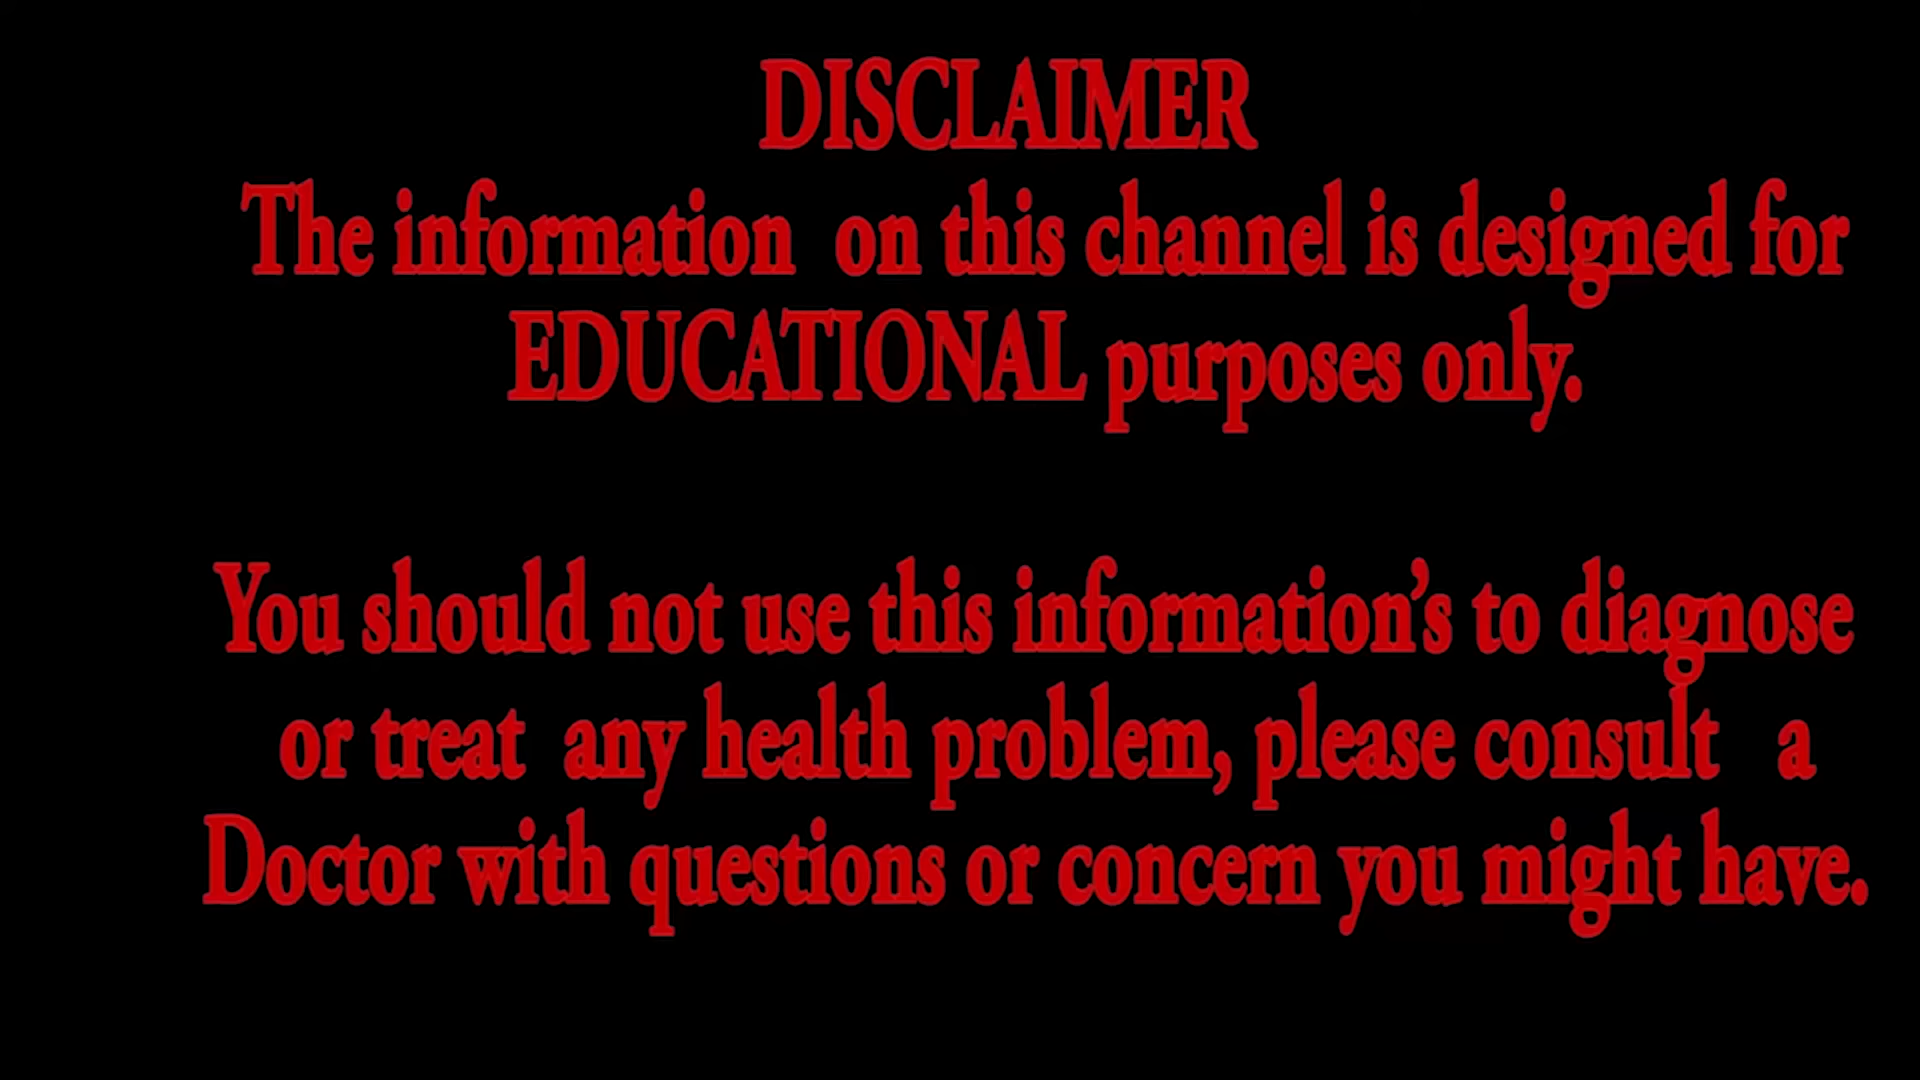 DISCLAIMER
The information  on this channel is designed for
EDUCATIONAL purposes only.
You should not use this information’s to diagnose
or treat  any health problem, please consult   a
Doctor with questions or concern you might have.